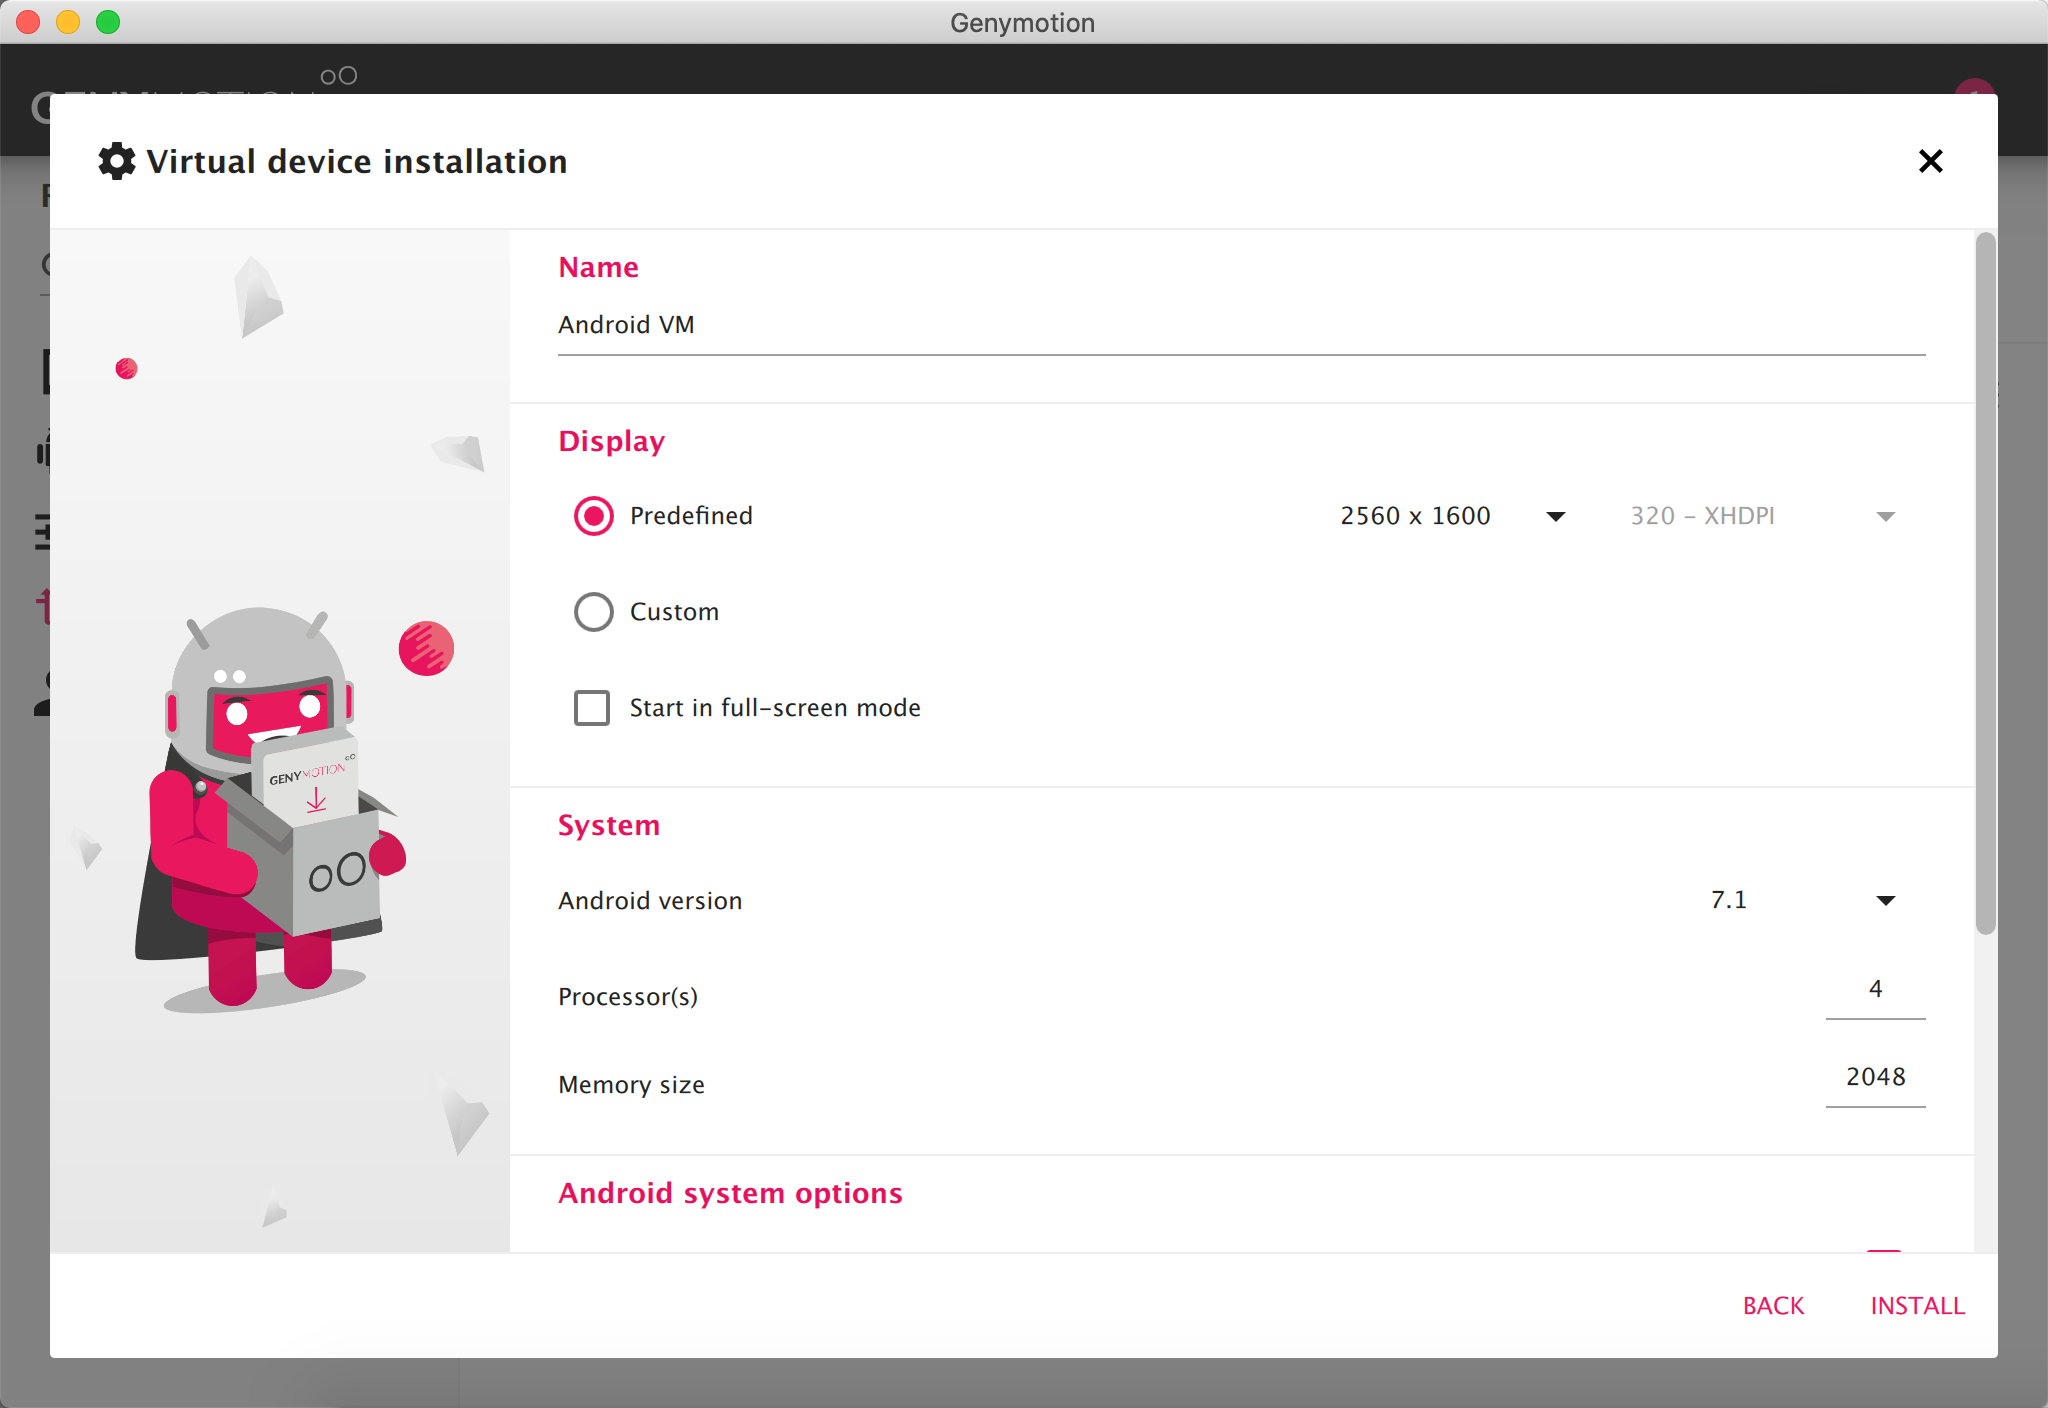 Genymotion
Virtual device installation
Name
Android VM
Display
Predefined
2560 x 1600
320 – XHDPI
Custom
Start in full-screen mode
GENYMOTION
System
Android version
7.1
Processor(s)
4
Memory size
2048
Android system options
BACK
INSTALL